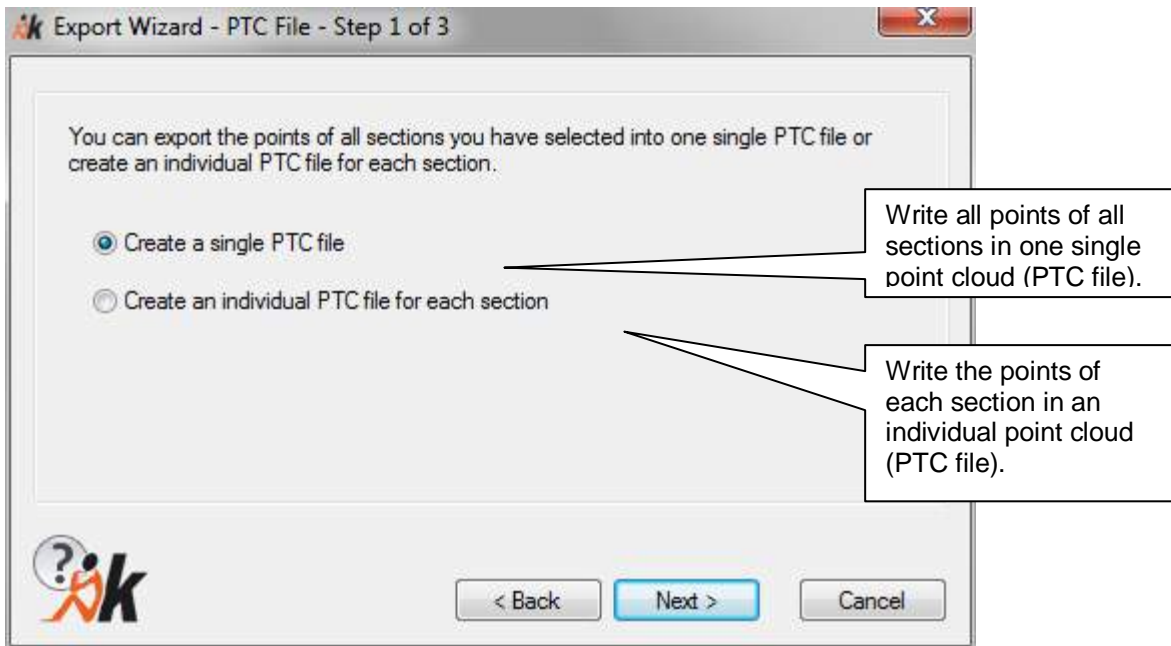 Export Wizard - PTC File - Step 1 of 3
You can export the points of all sections you have selected into one single PTC file or
create an individual PTC file for each section.
Create a single PTC file
Create an individual PTC file for each section
Write all points of all
sections in one single
point cloud (PTC file).
Write the points of
each section in an
individual point cloud
(PTC file).
? k
< Back Next > Cancel